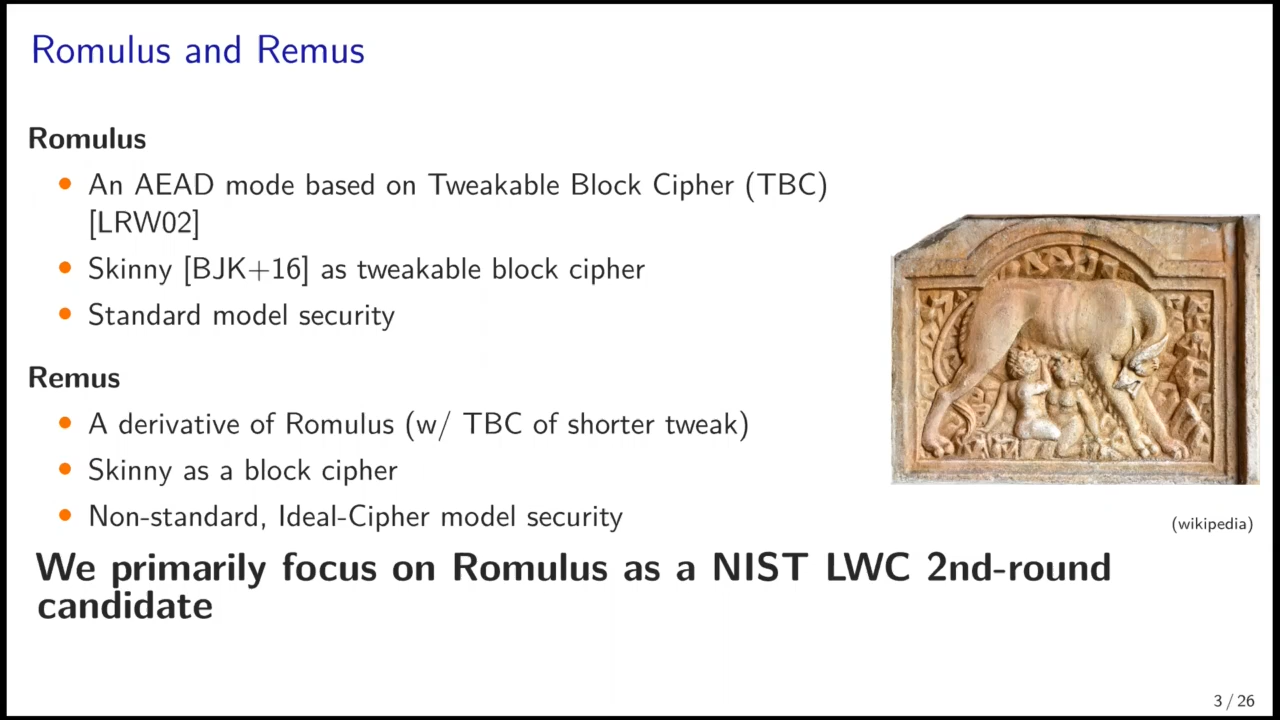 Romulus and Remus
Romulus
• An AEAD mode based on Tweakable Block Cipher (TBC)
[LRW02]
• Skinny [BJK+16] as tweakable block cipher
• Standard model security
Remus
• A derivative of Romulus (w/ TBC of shorter tweak)
• Skinny as a block cipher
• Non-standard, Ideal-Cipher model security
(wikipedia)
We primarily focus on Romulus as a NIST LWC 2nd-round
candidate
3 / 26